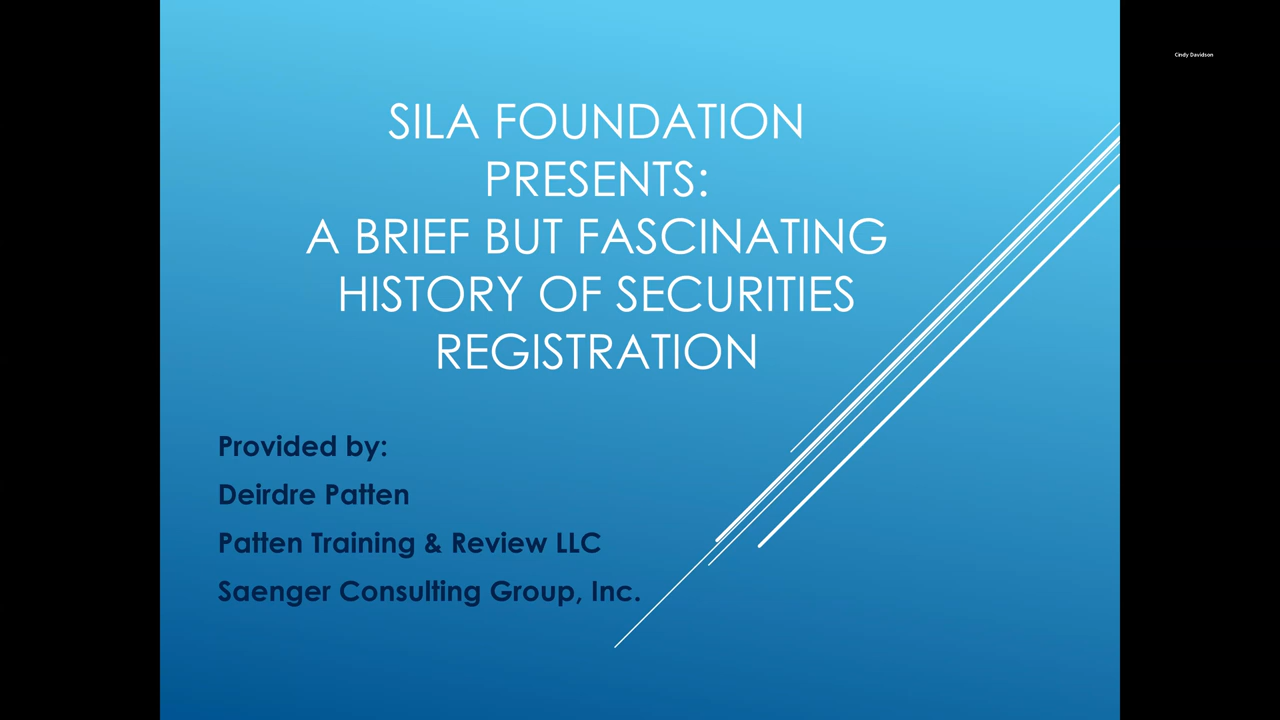 SILA FOUNDATION
PRESENTS:
A BRIEF BUT FASCINATING
HISTORY OF SECURITIES
REGISTRATION
Provided by:
Deirdre Patten
Patten Training & Review LLC
Saenger Consulting Group, Inc.
Cindy Davidson